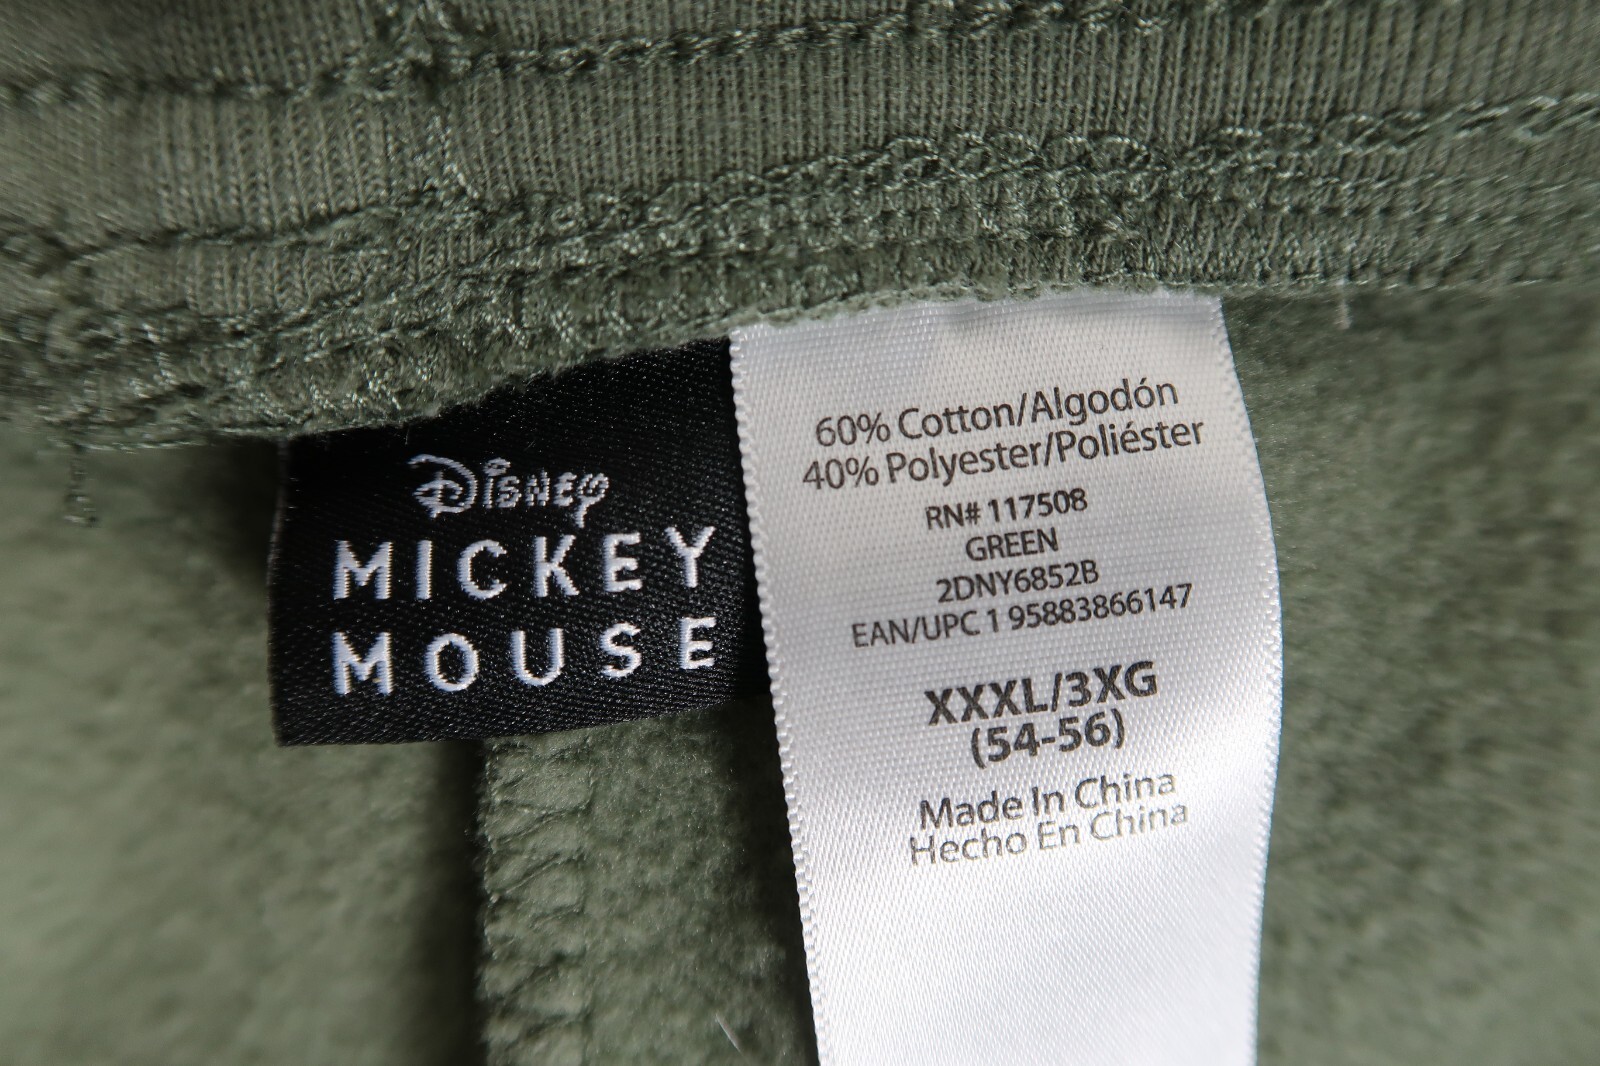 Disney
MICKEY
MOUSE
60% Cotton/Algodón
40% Polyester/Poliéster
RN# 117508
GREEN
2DNY6852B
EAN/UPC 1 95883866147
XXXL/3XG
(54-56)
Made In China
Hecho En China